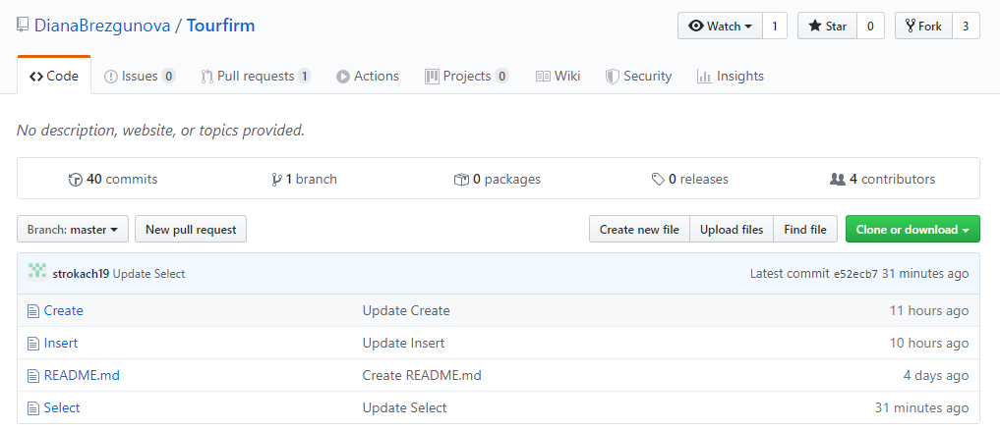 DianaBrezgunova / Tourfirm Watch 1 Star 0 Fork 3
Code Issues 0 Pull requests 1 Actions Projects 0 Wiki Security Insights
No description, website, or topics provided.
40 commits 1 branch 0 packages 0 releases 4 contributors
Branch: master New pull request Create new file Upload files Find file Clone or download
strokach19 Update Select Latest commit e52ecb7 31 minutes ago
Create Update Create 11 hours ago
Insert Update Insert 10 hours ago
README.md Create README.md 4 days ago
Select Update Select 31 minutes ago